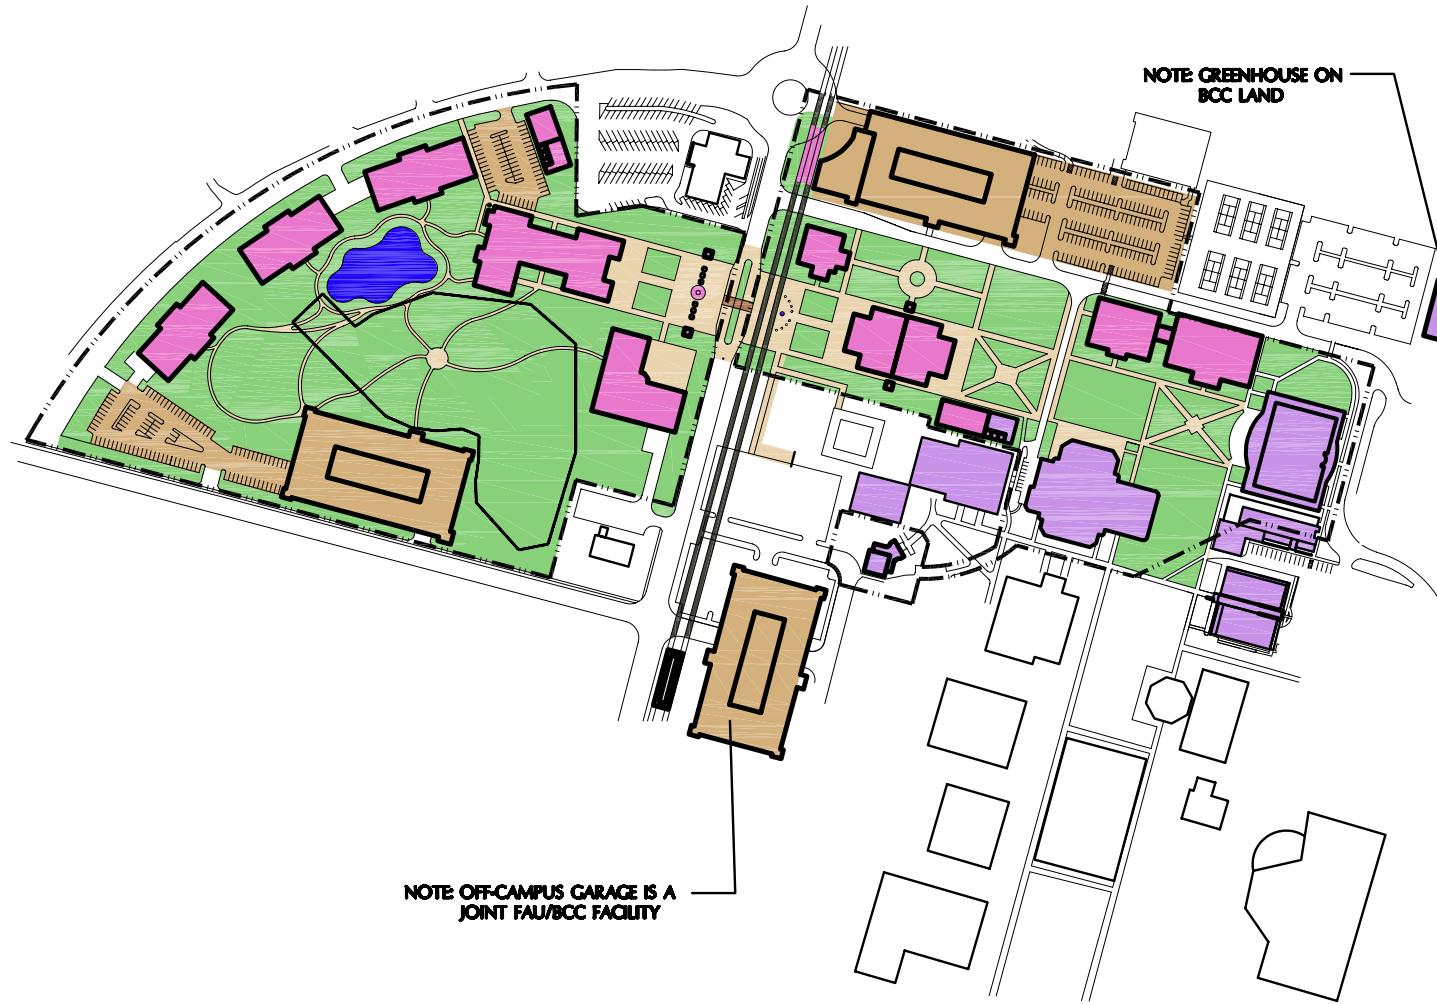 NOTE: GREENHOUSE ON
BCC LAND
NOTE: OFF-CAMPUS GARAGE IS A
JOINT FAU/BCC FACILITY